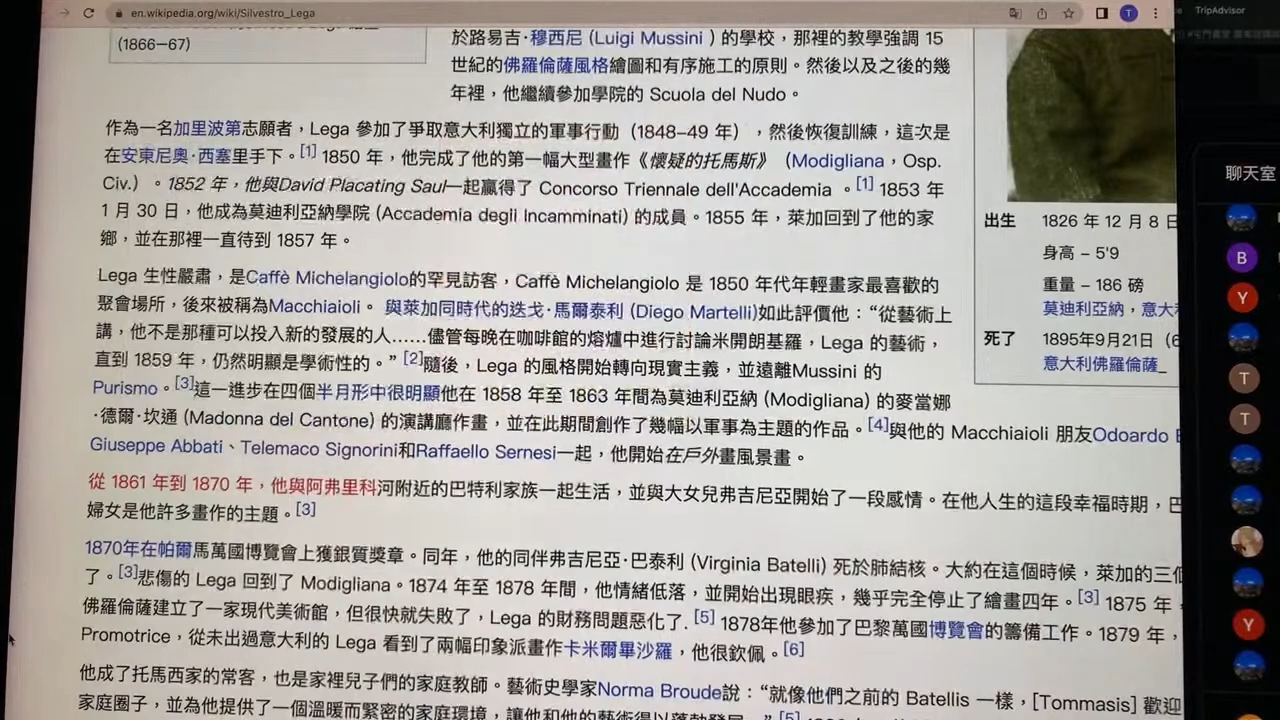 en.wikipedia.org/wiki/Silvestro_Lega
TripAdvisor
(1866–67)
於路易吉·穆西尼 (Luigi Mussini ) 的學校，那裡的教學強調 15
世紀的佛羅倫薩風格繪圖和有序施工的原則。然後以及之後的幾
年裡，他繼續參加學院的 Scuola del Nudo。
作為一名加里波第志願者，Lega 參加了爭取意大利獨立的軍事行動（1848–49 年），然後恢復訓練，這次是
在安東尼奧·西塞里手下。[1] 1850 年，他完成了他的第一幅大型畫作《懷疑的托馬斯》（Modigliana，Osp.
Civ.）。1852 年，他與David Placating Saul一起贏得了 Concorso Triennale dell'Accademia 。[1] 1853 年
1 月 30 日，他成為莫迪利亞納學院 (Accademia degli Incamminati) 的成員。1855 年，萊加回到了他的家
鄉，並在那裡一直待到 1857 年。
Lega 生性嚴肅，是Caffè Michelangiolo的罕見訪客，Caffè Michelangiolo 是 1850 年代年輕畫家最喜歡的
聚會場所，後來被稱為Macchiaioli。 與萊加同時代的迭戈·馬爾泰利 (Diego Martelli)如此評價他：“從藝術上
講，他不是那種可以投入新的發展的人……儘管每晚在咖啡館的熔爐中進行討論米開朗基羅，Lega 的藝術，
直到 1859 年，仍然明顯是學術性的。” [2]隨後，Lega 的風格開始轉向現實主義，並遠離Mussini 的
Purismo。[3]這一進步在四個半月形中很明顯他在 1858 年至 1863 年間為莫迪利亞納 (Modigliana) 的麥當娜
·德爾·坎通 (Madonna del Cantone) 的演講廳作畫，並在此期間創作了幾幅以軍事為主題的作品。[4]與他的 Macchiaioli 朋友Odoardo
Giuseppe Abbati、Telemaco Signorini和Raffaello Sernesi一起，他開始在戶外畫風景畫。
從 1861 年到 1870 年，他與阿弗里科河附近的巴特利家族一起生活，並與大女兒弗吉尼亞開始了一段感情。在他人生的這段幸福時期，巴
婦女是他許多畫作的主題。[3]
1870年在帕爾馬萬國博覽會上獲銀質獎章。同年，他的同伴弗吉尼亞·巴泰利 (Virginia Batelli) 死於肺結核。大約在這個時候，萊加的三個
了。[3]悲傷的 Lega 回到了 Modigliana。1874 年至 1878 年間，他情緒低落，並開始出現眼疾，幾乎完全停止了繪畫四年。[3] 1875 年，
佛羅倫薩建立了一家現代美術館，但很快就失敗了，Lega 的財務問題惡化了. [5] 1878年他參加了巴黎萬國博覽會的籌備工作。1879 年，
Promotrice，從未出過意大利的 Lega 看到了兩幅印象派畫作卡米爾畢沙羅，他很欽佩。[6]
他成了托馬西家的常客，也是家裡兒子們的家庭教師。藝術史學家Norma Broude說：“就像他們之前的 Batellis 一樣，[Tommasis] 歡迎
家庭圈子，並為他提供了一個溫暖而緊密的家庭環境，讓他和他的藝術得以蓬勃發展。” [5]
出生
1826 年 12 月 8 日
身高 – 5'9
重量 – 186 磅
莫迪利亞納，意大利
死了
1895年9月21日（6
意大利佛羅倫薩_
聊天室
T
B
Y
T
T
Y